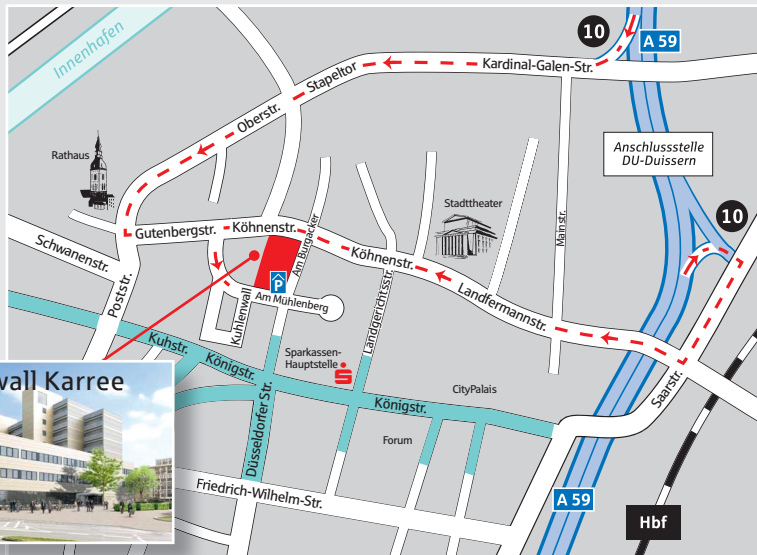 Innenhafen
10
A 59
Kardinal-Galen-Str.
Stapeltor
Oberstr.
Anschlussstelle
DU-Duissern
Rathaus
Stadttheater
10
Mainstr.
Gutenbergstr.
Köhnenstr.
Am Burgacker
Köhnenstr.
Schwanenstr.
Poststr.
P
Am Mühlenberg
Landfermannstr.
Kuhlenwall
Landgerichtsstr.
Kuhstr.
Königstr.
Sparkassen-
Hauptstelle
CityPalais
Saarstr.
wall Karree
Düsseldorfer Str.
Königstr.
Forum
Friedrich-Wilhelm-Str.
A 59
Hbf